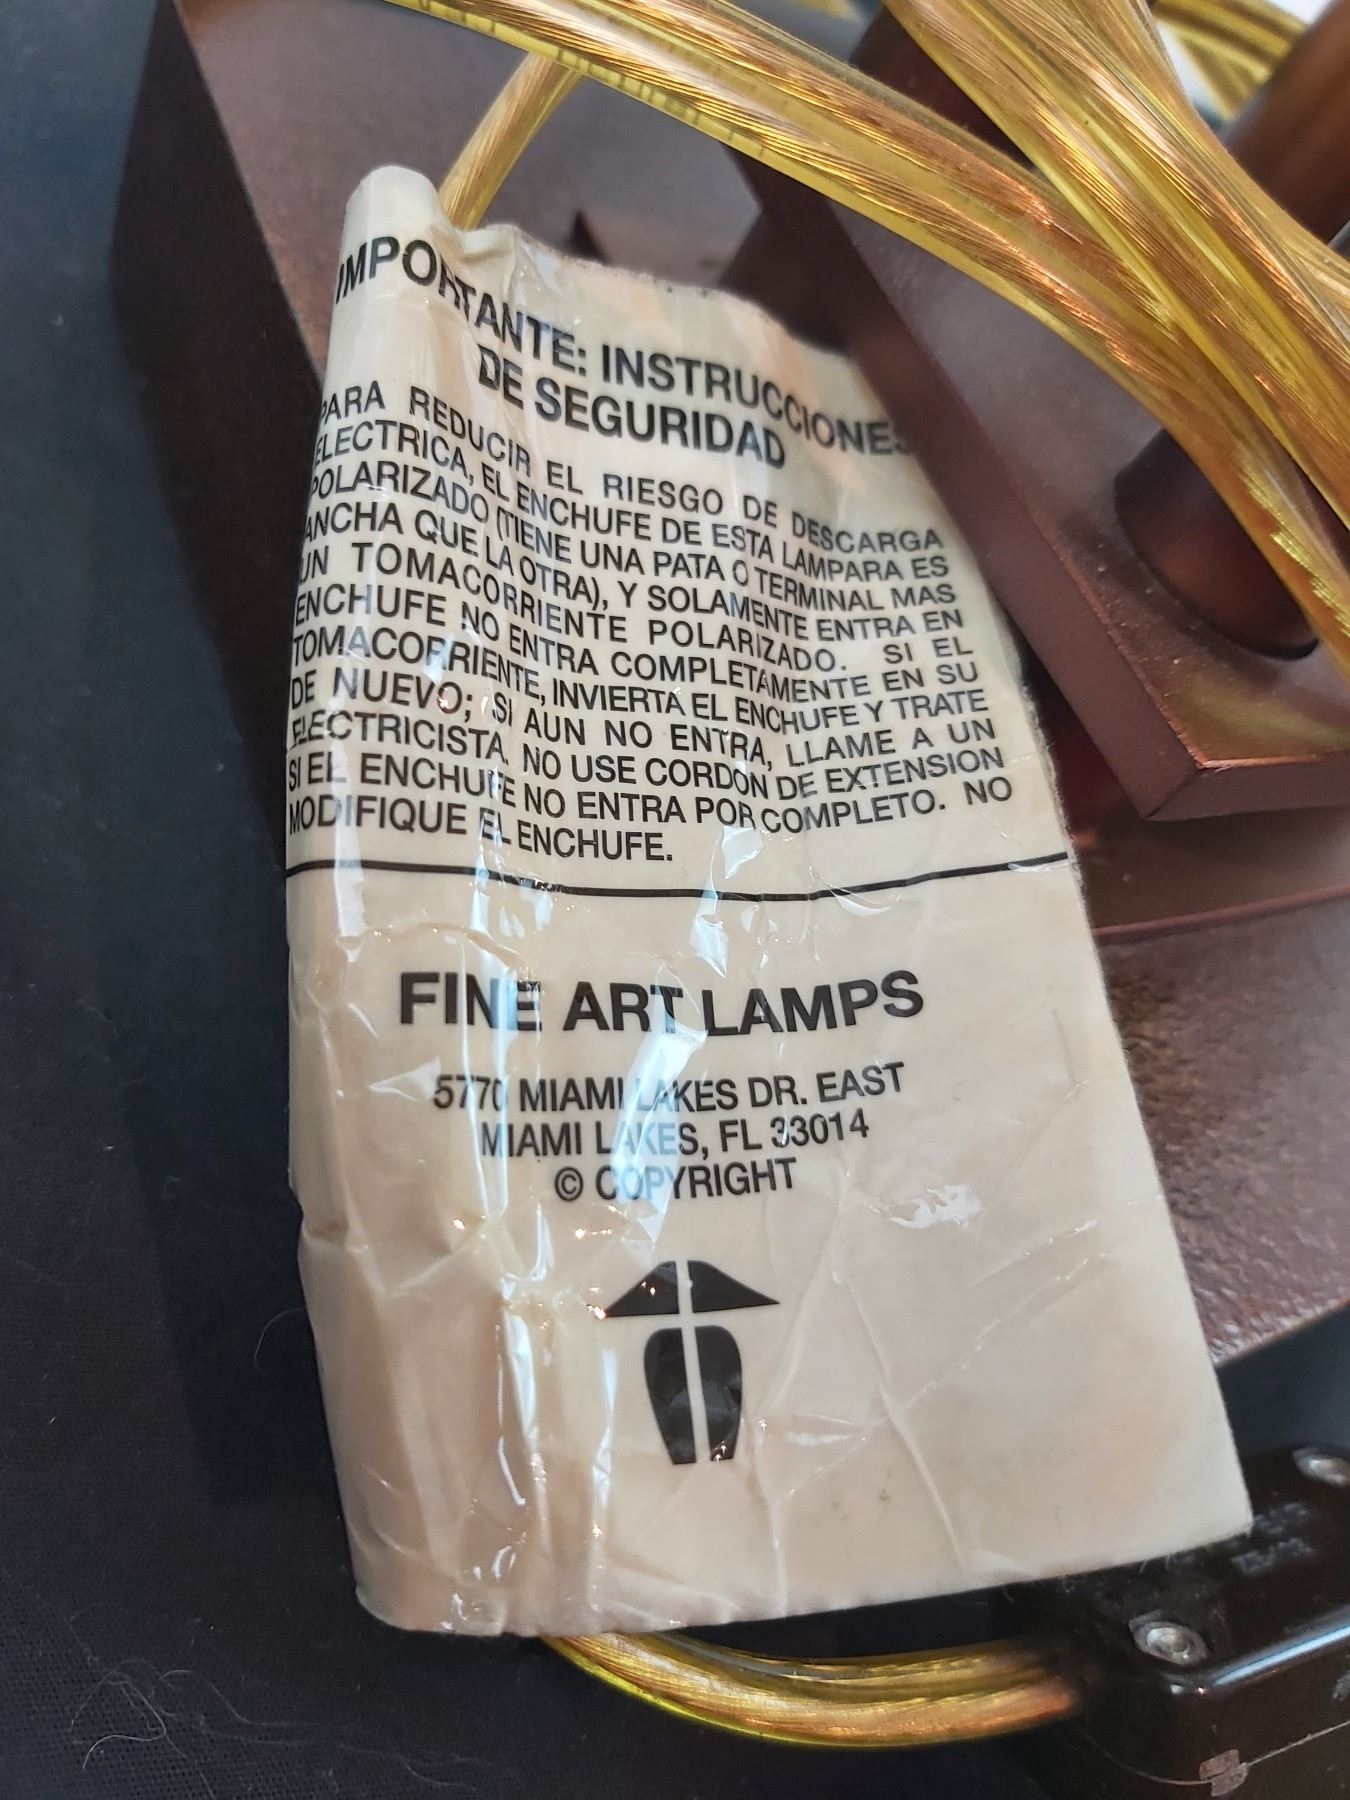 IMPORTANTE: INSTRUCCIONES
DE SEGURIDAD
PARA REDUCIR EL RIESGO DE DESCARGA
ELECTRICA, EL ENCHUFE DE ESTA LAMPARA ES
POLARIZADO (TIENE UNA PATA O TERMINAL MAS
ANCHA QUE LA OTRA), Y SOLAMENTE ENTRA EN
UN TOMACORRIENTE POLARIZADO. SI EL
ENCHUFE NO ENTRA COMPLETAMENTE EN SU
TOMACORRIENTE, INVIERTA EL ENCHUFE Y TRATE
DE NUEVO; SI AUN NO ENTRA, LLAME A UN
ELECTRICISTA. NO USE CORDON DE EXTENSION
SI EL ENCHUFE NO ENTRA POR COMPLETO. NO
MODIFIQUE EL ENCHUFE.
FINE ART LAMPS
5770 MIAMI LAKES DR. EAST
MIAMI LAKES, FL 33014
© COPYRIGHT